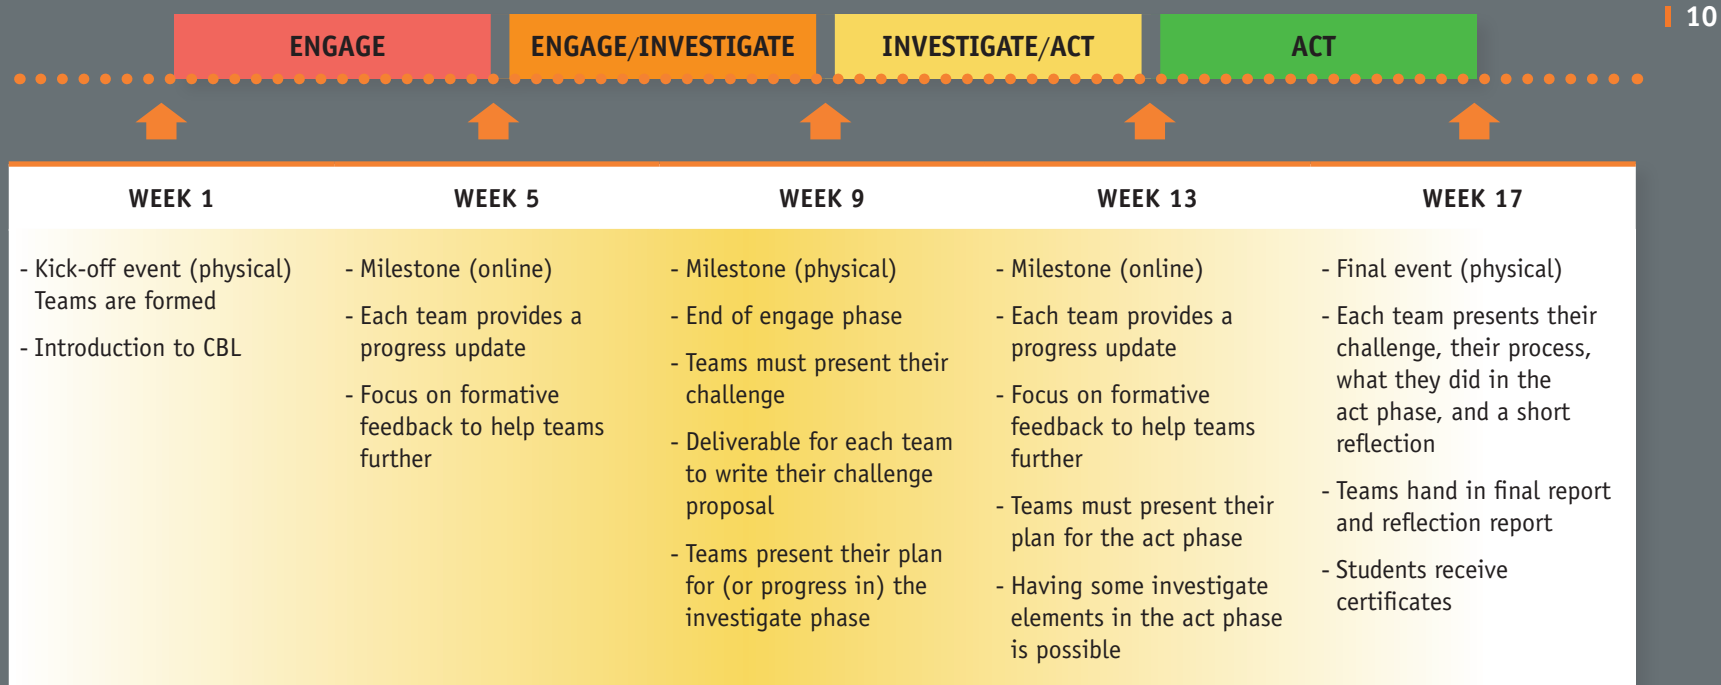 10
ENGAGE
ENGAGE/INVESTIGATE
INVESTIGATE/ACT
ACT
WEEK 1
- Kick-off event (physical)
Teams are formed
- Introduction to CBL
WEEK 5
- Milestone (online)
- Each team provides a
progress update
- Focus on formative
feedback to help teams
further
WEEK 9
- Milestone (physical)
- End of engage phase
- Teams must present their
challenge
- Deliverable for each team
to write their challenge
proposal
- Teams present their plan
for (or progress in) the
investigate phase
WEEK 13
- Milestone (online)
- Each team provides a
progress update
- Focus on formative
feedback to help teams
further
- Teams must present their
plan for the act phase
- Having some investigate
elements in the act phase
is possible
WEEK 17
- Final event (physical)
- Each team presents their
challenge, their process,
what they did in the
act phase, and a short
reflection
- Teams hand in final report
and reflection report
- Students receive
certificates